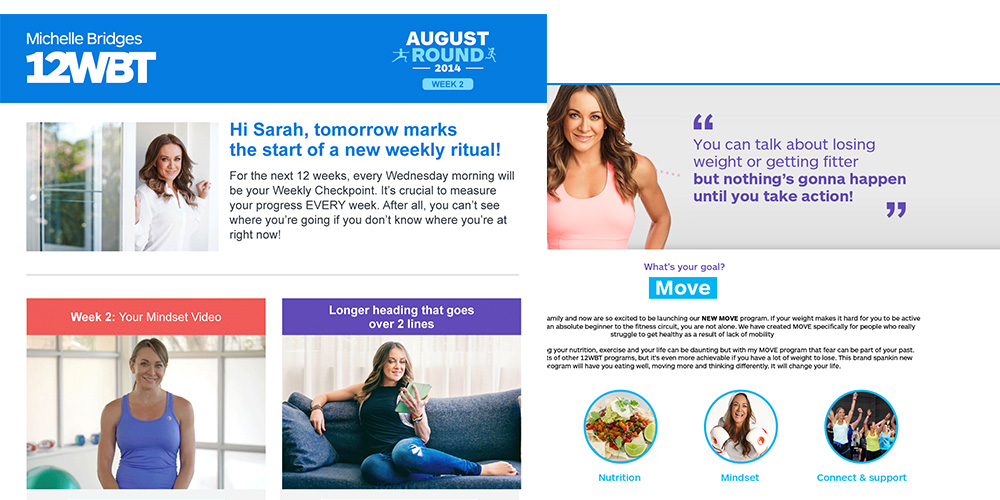 Michelle Bridges
12WBT
AUGUST
ROUND
2014
WEEK 2
Hi Sarah, tomorrow marks
the start of a new weekly ritual!
For the next 12 weeks, every Wednesday morning will
be your Weekly Checkpoint. It's crucial to measure
your progress EVERY week. After all, you can't see
where you're going if you don't know where you're at
right now!
Week 2: Your Mindset Video
Longer heading that goes
over 2 lines
“
You can talk about losing
weight or getting fitter
but nothing's gonna happen
until you take action!
”
What's your goal?
Move
amily and now are so excited to be launching our NEW MOVE program. If your weight makes it hard for you to be active
an absolute beginner to the fitness circuit, you are not alone. We have created MOVE specifically for people who really
struggle to get healthy as a result of lack of mobility
g your nutrition, exercise and your life can be daunting but with my MOVE program that fear can be part of your past.
ts of other 12WBT programs, but it's even more achievable if you have a lot of weight to lose. This brand spankin new
rogram will have you eating well, moving more and thinking differently. It will change your life.
Nutrition
Mindset
Connect & support